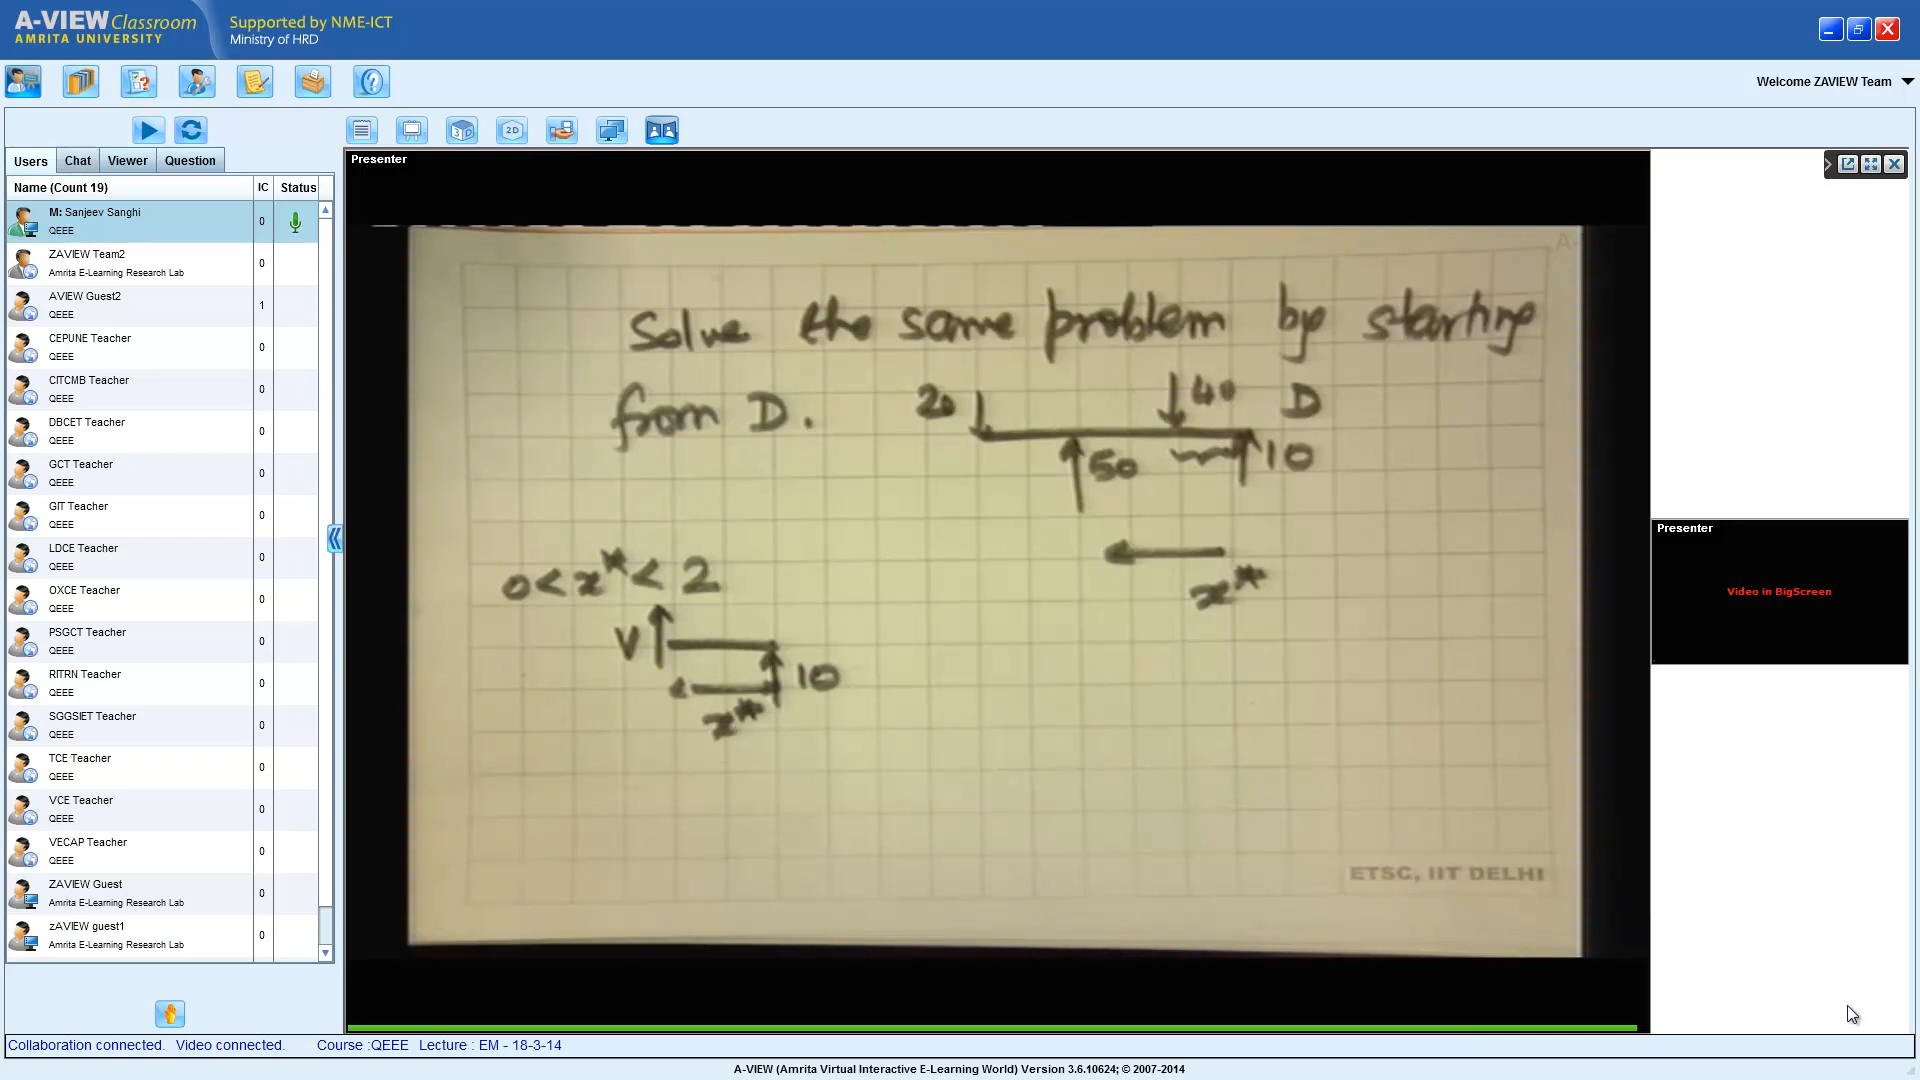 A-VIEW Classroom
AMRITA UNIVERSITY
Supported by NME-ICT
Ministry of HRD
Welcome ZAVIEW Team
3D
2D
Users Chat Viewer Question
Name (Count 19) IC Status
M: Sanjeev Sanghi
QEEE
0
ZAVIEW Team2
Amrita E-Learning Research Lab
0
AVIEW Guest2
QEEE
1
CEPUNE Teacher
QEEE
0
CITCMB Teacher
QEEE
0
DBCET Teacher
QEEE
0
GCT Teacher
QEEE
0
GIT Teacher
QEEE
0
LDCE Teacher
QEEE
0
OXCE Teacher
QEEE
0
PSGCT Teacher
QEEE
0
RITRN Teacher
QEEE
0
SGGSIET Teacher
QEEE
0
TCE Teacher
QEEE
0
VCE Teacher
QEEE
0
VECAP Teacher
QEEE
0
ZAVIEW Guest
Amrita E-Learning Research Lab
0
zAVIEW guest1
Amrita E-Learning Research Lab
0
Presenter
A-
Solve the same problem by starting
from D. 20 40 D
50 10
x*
0 < x* < 2
V
10
x*
ETSC, IIT DELHI
Presenter
Video in BigScreen
Collaboration connected. Video connected. Course :QEEE Lecture : EM - 18-3-14
A-VIEW (Amrita Virtual Interactive E-Learning World) Version 3.6.10624; © 2007-2014